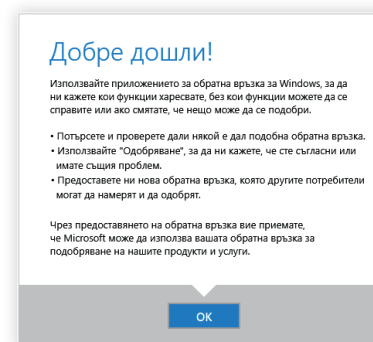 Добре дошли!
Използвайте приложението за обратна връзка за Windows, за да
ни кажете кои функции харесвате, без кои функции можете да се
справите или ако смятате, че нещо може да се подобри.
• Потърсете и проверете дали някой е дал подобна обратна връзка.
• Използвайте "Одобряване", за да ни кажете, че сте съгласни или
имате същия проблем.
• Предоставете ни нова обратна връзка, която другите потребители
могат да намерят и да одобрят.
Чрез предоставянето на обратна връзка вие приемате,
че Microsoft може да използва вашата обратна връзка за
подобряване на нашите продукти и услуги.
ОК